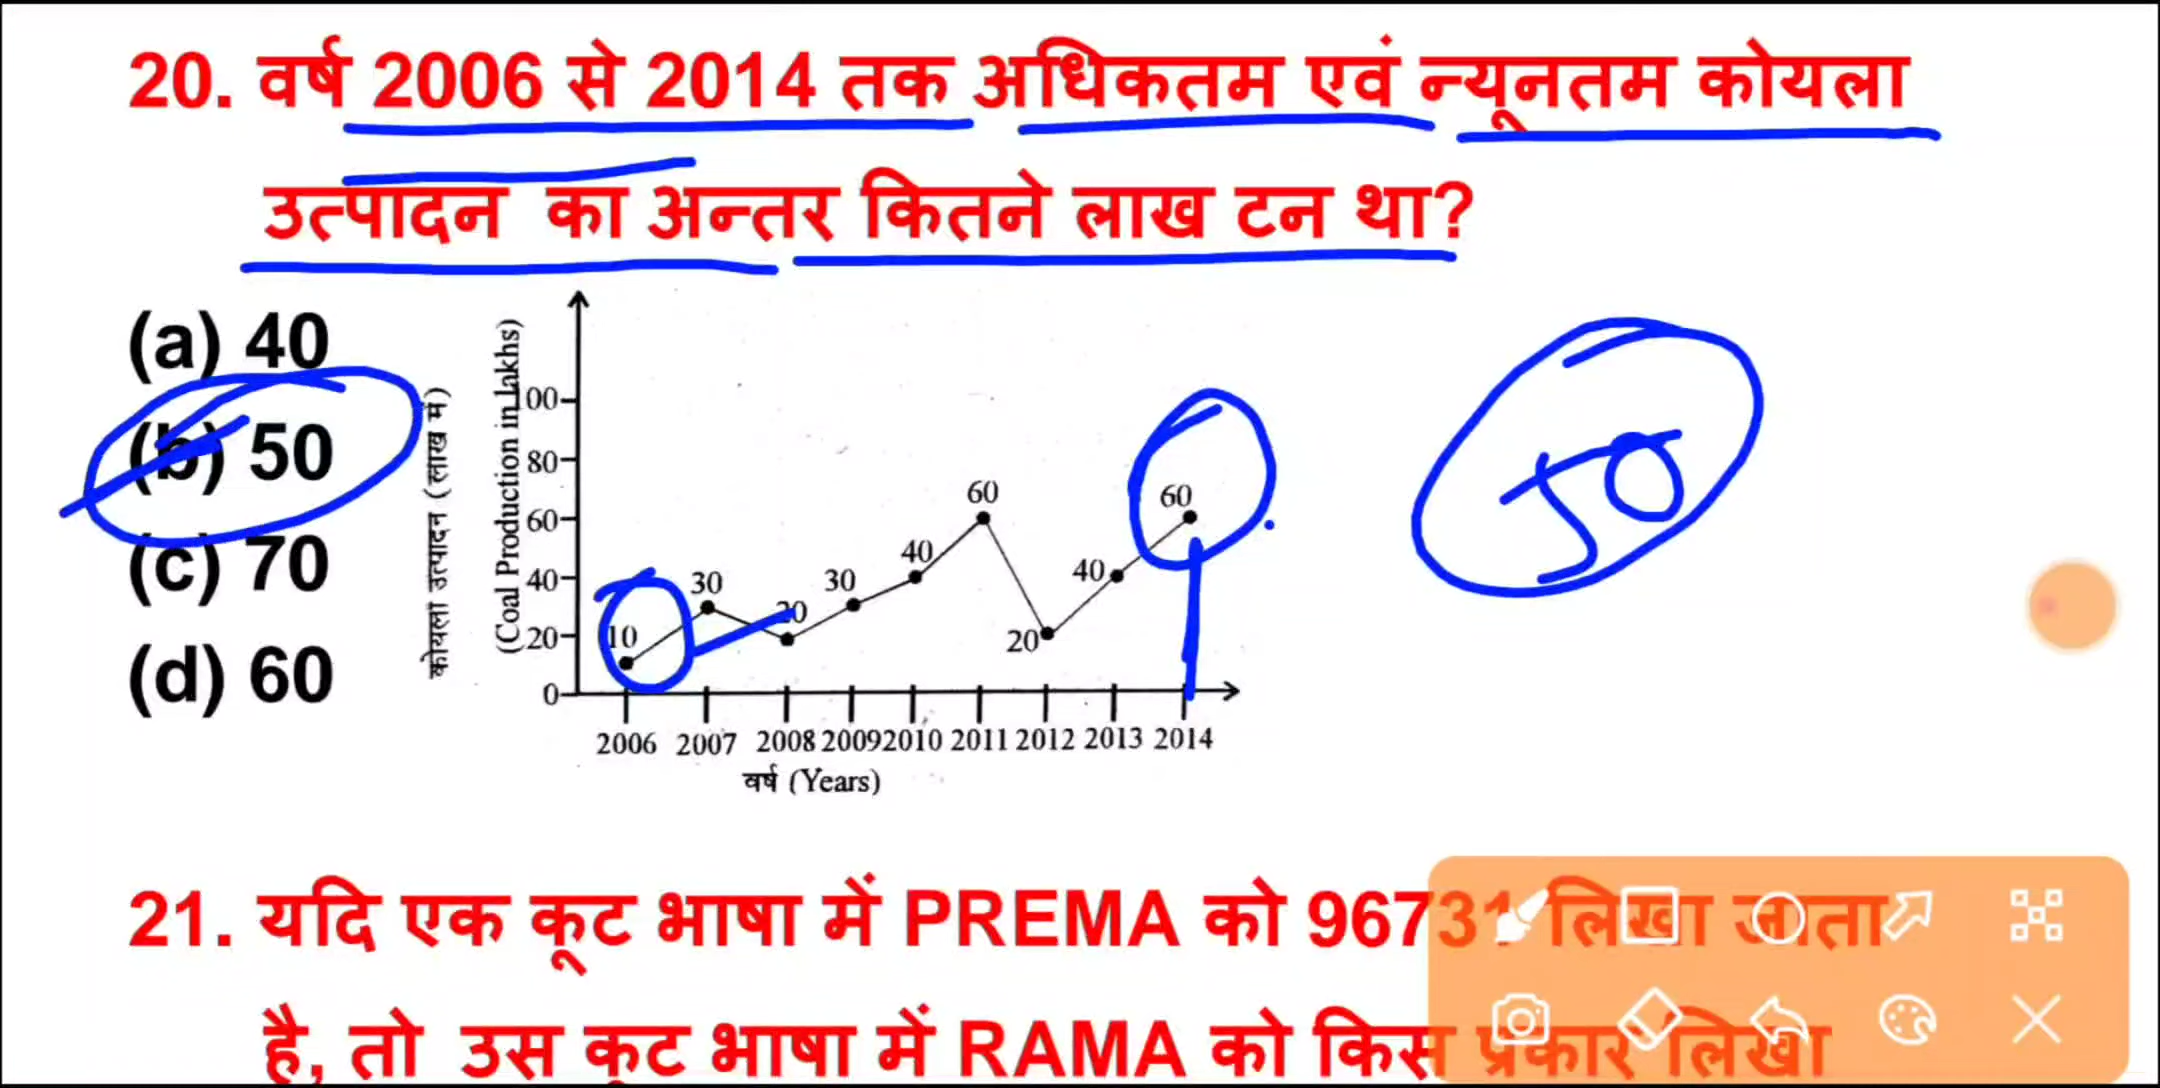 20. वर्ष 2006 से 2014 तक अधिकतम एवं न्यूनतम कोयला
उत्पादन का अन्तर कितने लाख टन था?
(a) 40
(b) 50
(c) 70
(d) 60
कोयला उत्पादन (लाख में)
(Coal Production in lakhs)
100
80
60
40
20
0
10
30
20
30
40
60
20
40
60
2006 2007 2008 2009 2010 2011 2012 2013 2014
वर्ष (Years)
50
21. यदि एक कूट भाषा में PREMA को 96731 लिखा जाता
है, तो उस कूट भाषा में RAMA को किस प्रकार लिखा